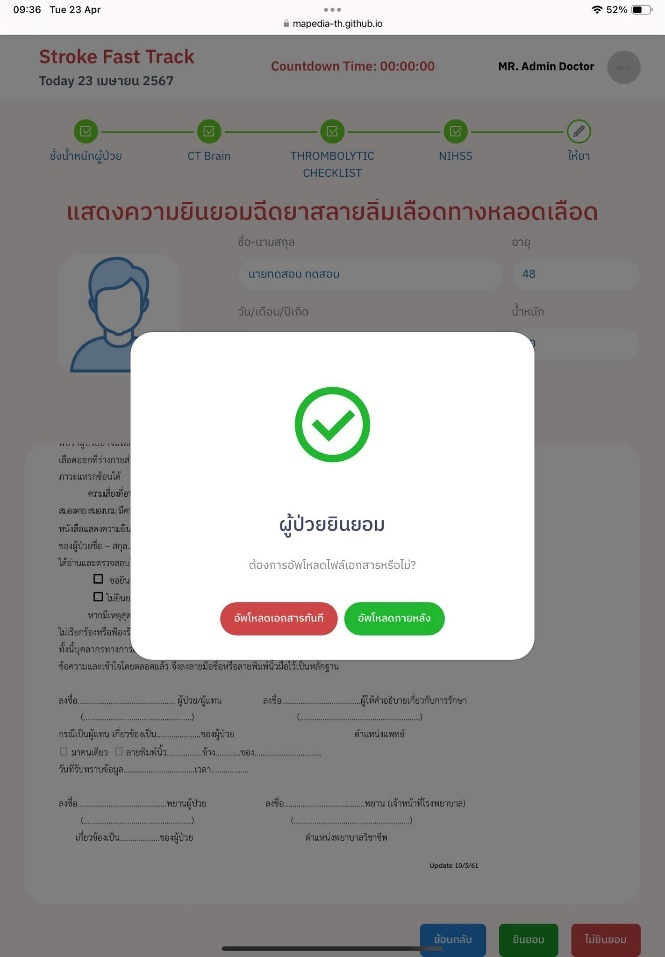 09:36 Tue 23 Apr
52%
mapedia-th.github.io
Stroke Fast Track
Countdown Time: 00:00:00
MR. Admin Doctor
Today 23 เมษายน 2567
ชั่งน้ำหนักผู้ป่วย
CT Brain
THROMBOLYTIC
CHECKLIST
NIHSS
ให้ยา
แสดงความยินยอมฉีดยาสลายลิ่มเลือดทางหลอดเลือด
ชื่อ-นามสกุล
อายุ
นายทดสอบ ทดสอบ
48
วัน/เดือน/ปีเกิด
น้ำหนัก
ผู้ป่วยยินยอม
ต้องการอัพโหลดไฟล์เอกสารหรือไม่?
อัพโหลดเอกสารทันที
อัพโหลดภายหลัง
เลือดออกที่ร่างกายส่
ภาวะแทรกซ้อนได้
ความเสี่ยงที่อา
สมองตาย สมองบวม มีค
หนังสือแสดงความยิน
ของผู้ป่วยชื่อ – สกุล.
ได้อ่านและตรวจสอบ
ขอยิน
ไม่ยินย
หากมีเหตุสุด
ไม่เรียกร้องหรือฟ้องร้
ทั้งนี้บุคลากรทางการ
ข้อความและเข้าใจโดยตลอดแล้ว จึงลงลายมือชื่อหรือลายพิมพ์นิ้วมือไว้เป็นหลักฐาน
ลงชื่อ.............................ผู้ป่วย/ผู้แทน ลงชื่อ.............................ผู้ให้คำอธิบายเกี่ยวกับการรักษา
(.................................) (.....................................)
กรณีเป็นผู้แทน เกี่ยวข้องเป็น....................ของผู้ป่วย ตำแหน่งแพทย์
☐ มาคนเดียว ☐ ลายพิมพ์นิ้ว...............ข้าง..........ของ...........................
วันที่รับทราบข้อมูล.......................เวลา................
ลงชื่อ..............................พยานผู้ป่วย ลงชื่อ..............................พยาน (เจ้าหน้าที่โรงพยาบาล)
(.................................) (.....................................)
เกี่ยวข้องเป็น...............ของผู้ป่วย ตำแหน่งพยาบาลวิชาชีพ
Update 10/5/61
ย้อนกลับ
ยินยอม
ไม่ยินยอม